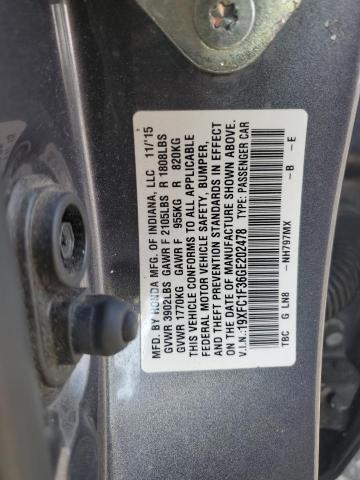 MFD. BY HONDA MFG. OF INDIANA, LLC 11/15
GVWR 3902LBS GAWR F 2105LBS R 1808LBS
GVWR 1770KG GAWR F 955KG R 820KG
THIS VEHICLE CONFORMS TO ALL APPLICABLE
FEDERAL MOTOR VEHICLE SAFETY, BUMPER,
AND THEFT PREVENTION STANDARDS IN EFFECT
ON THE DATE OF MANUFACTURE SHOWN ABOVE.
V.I.N.:19XFC1F36GE202478 TYPE: PASSENGER CAR
TBC G LN8 -NH797MX -B -E